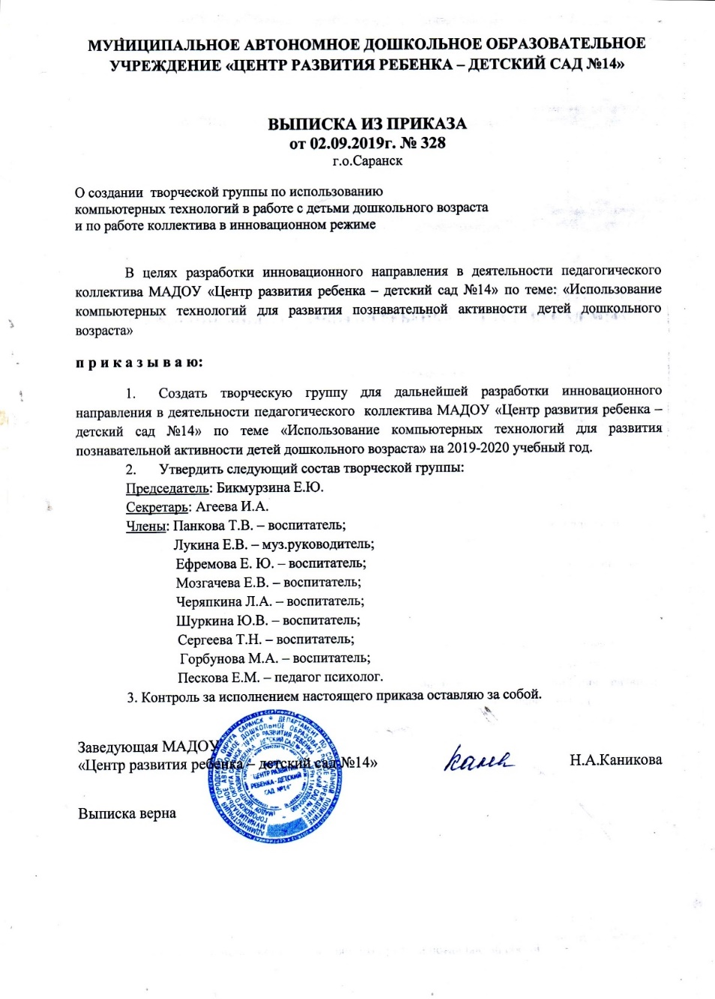 МУНИЦИПАЛЬНОЕ АВТОНОМНОЕ ДОШКОЛЬНОЕ ОБРАЗОВАТЕЛЬНОЕ
УЧРЕЖДЕНИЕ «ЦЕНТР РАЗВИТИЯ РЕБЕНКА – ДЕТСКИЙ САД №14»
ВЫПИСКА ИЗ ПРИКАЗА
от 02.09.2019г. № 328
г.о.Саранск
О создании творческой группы по использованию
компьютерных технологий в работе с детьми дошкольного возраста
и по работе коллектива в инновационном режиме
В целях разработки инновационного направления в деятельности педагогического
коллектива МАДОУ «Центр развития ребенка – детский сад №14» по теме: «Использование
компьютерных технологий для развития познавательной активности детей дошкольного
возраста»
п р и к а з ы в а ю:
1. Создать творческую группу для дальнейшей разработки инновационного
направления в деятельности педагогического коллектива МАДОУ «Центр развития ребенка –
детский сад №14» по теме «Использование компьютерных технологий для развития
познавательной активности детей дошкольного возраста» на 2019-2020 учебный год.
2. Утвердить следующий состав творческой группы:
Председатель: Бикмурзина Е.Ю.
Секретарь: Агеева И.А.
Члены: Панкова Т.В. – воспитатель;
Лукина Е.В. – муз.руководитель;
Ефремова Е. Ю. – воспитатель;
Мозгачева Е.В. – воспитатель;
Черяпкина Л.А. – воспитатель;
Шуркина Ю.В. – воспитатель;
Сергеева Т.Н. – воспитатель;
Горбунова М.А. – воспитатель;
Пескова Е.М. – педагог психолог.
3. Контроль за исполнением настоящего приказа оставляю за собой.
Заведующая МАДОУ
«Центр развития ребенка – детский сад №14»
Н.А.Каникова
ЦЕНТР РАЗВИТИЯ
РЕБЕНКА - ДЕТСКИЙ
САД №14"
Выписка верна